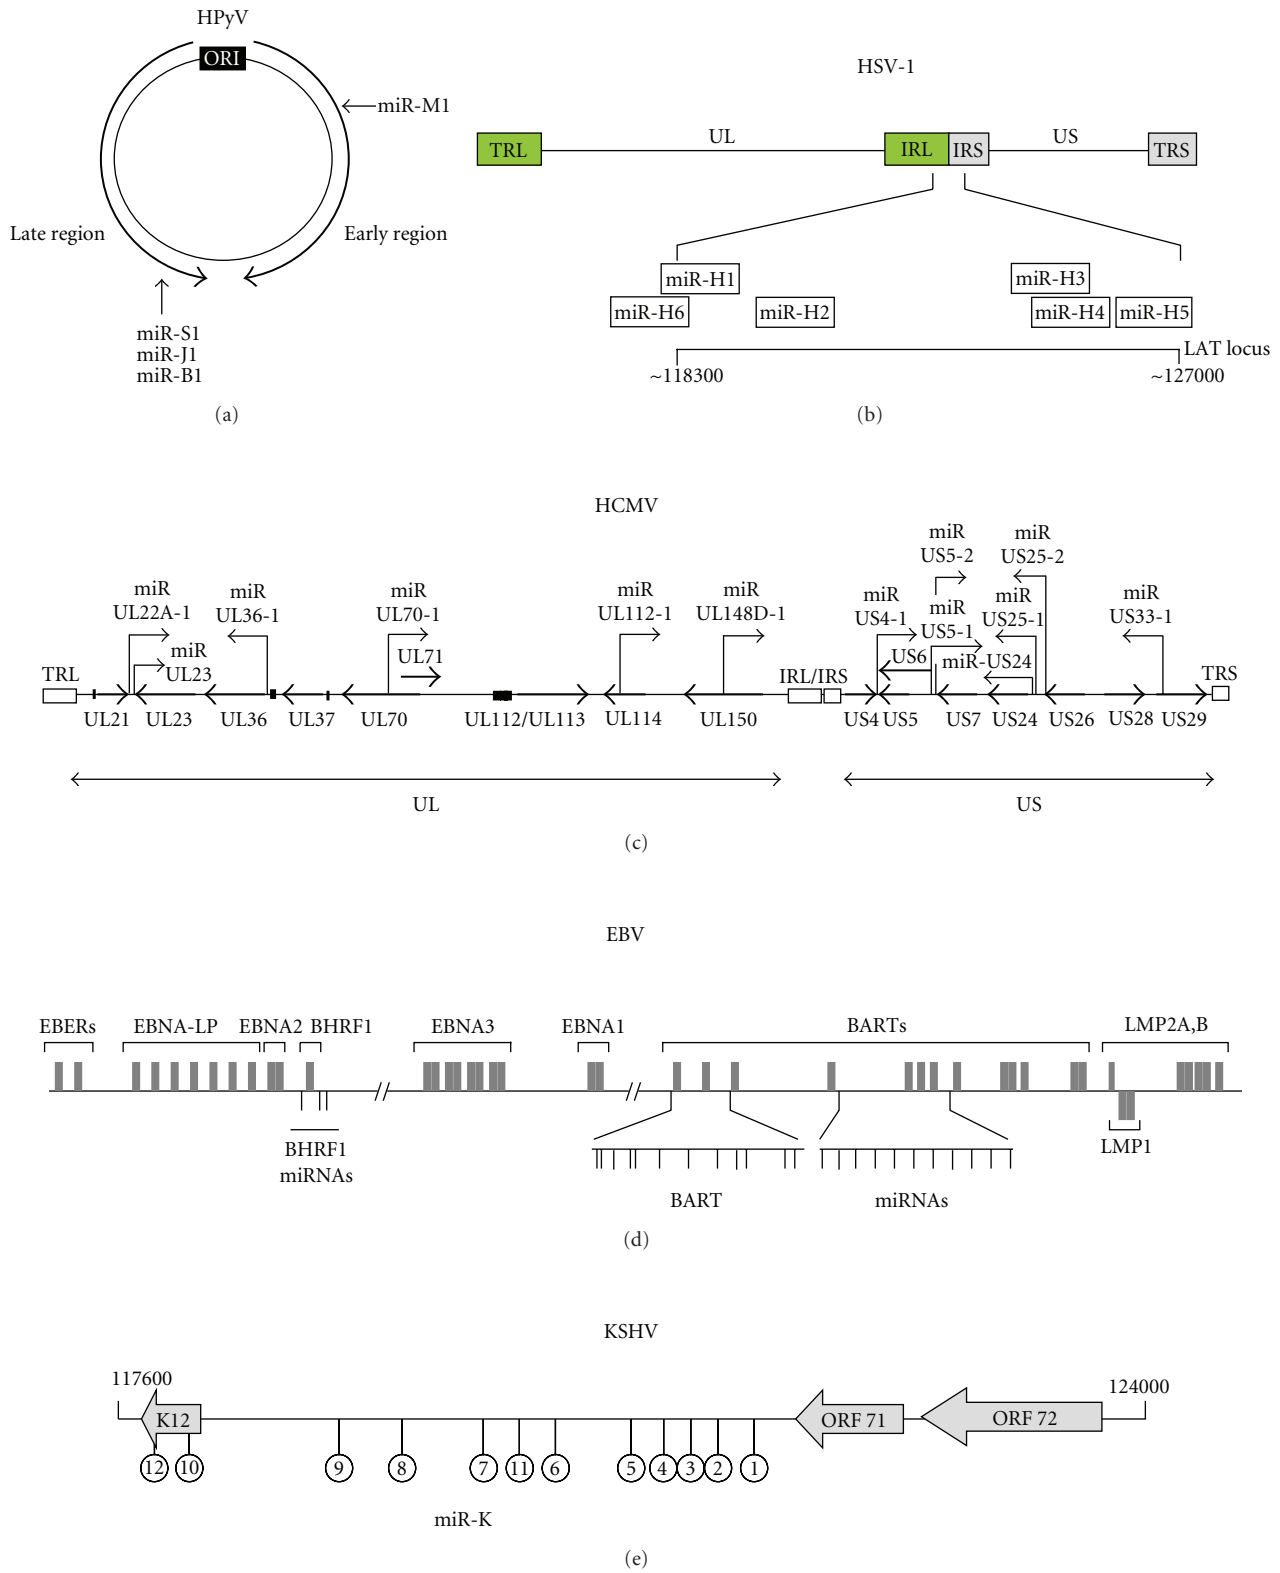 HPyV
ORI
miR-M1
Late region
Early region
miR-S1
miR-J1
miR-B1
(a)
HSV-1
TRL
UL
IRL
IRS
US
TRS
miR-H1
miR-H3
miR-H6
miR-H2
miR-H4
miR-H5
LAT locus
~118300
~127000
(b)
HCMV
miR
US5-2
miR
US25-2
miR
UL22A-1
miR
UL36-1
miR
UL70-1
miR
UL112-1
miR
UL148D-1
miR
US4-1
miR
US5-1
miR
US25-1
miR
US33-1
miR
UL23
UL71
US6
miR-US24
TRL
IRL/IRS
TRS
UL21
UL23
UL36
UL37
UL70
UL112/UL113
UL114
UL150
US4
US5
US7
US24
US26
US28
US29
UL
US
(c)
EBV
EBERs
EBNA-LP
EBNA2
BHRF1
EBNA3
EBNA1
BARTs
LMP2A,B
BHRF1
miRNAs
LMP1
BART
miRNAs
(d)
KSHV
117600
124000
K12
ORF 71
ORF 72
12
10
9
8
7
11
6
5
4
3
2
1
miR-K
(e)